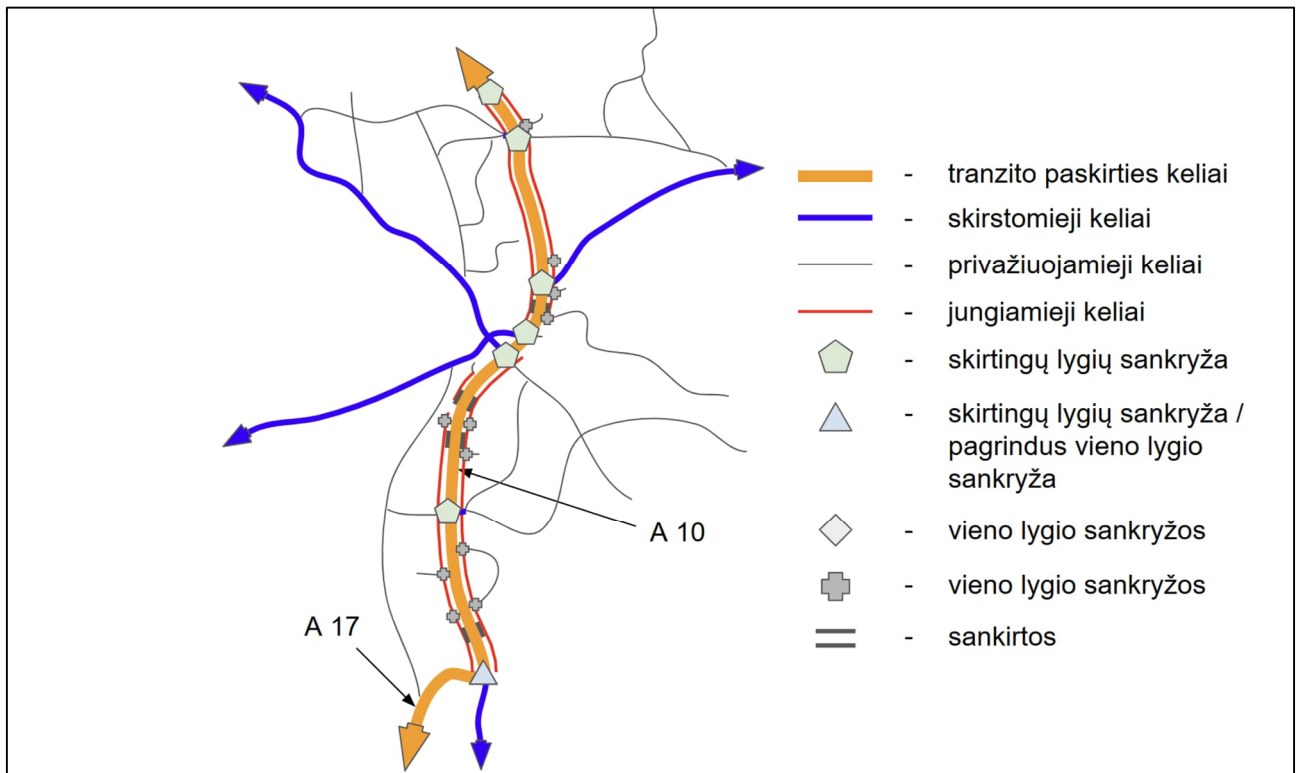 tranzito paskirties keliai
- skirstomieji keliai
- privažiuojamieji keliai
- jungiamieji keliai
- skirtingų lygių sankryža
- skirtingų lygių sankryža /
pagrindus vieno lygio
sankryža
- vieno lygio sankryžos
- vieno lygio sankryžos
- sankirtos
A 10
A 17